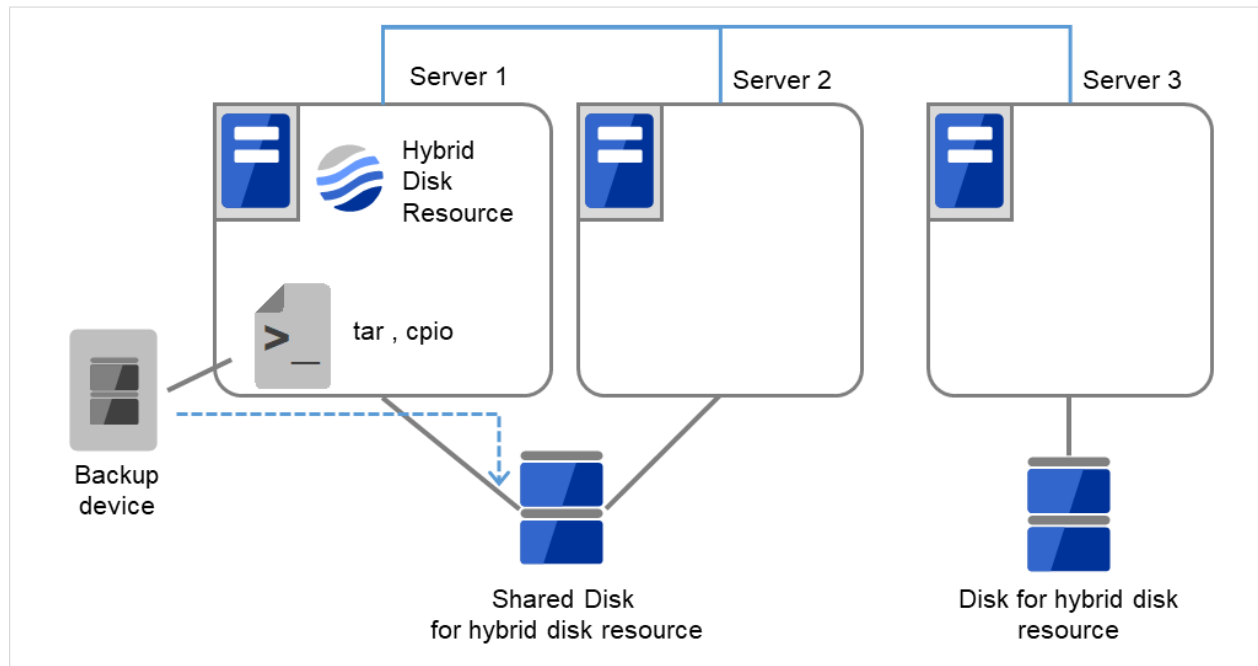 Server 1
Server 2
Server 3
Hybrid
Disk
Resource
>_
tar , cpio
Backup
device
Shared Disk
for hybrid disk resource
Disk for hybrid disk
resource